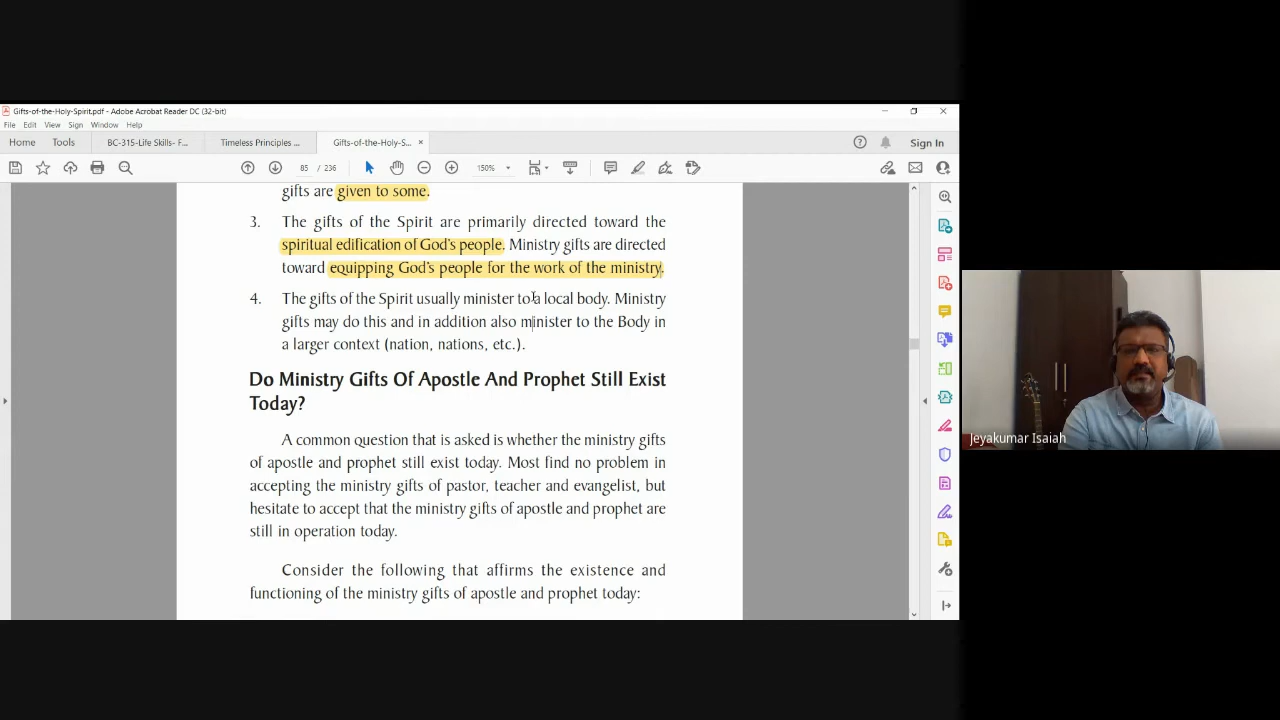 Gifts-of-the-Holy-Spirit.pdf - Adobe Acrobat Reader DC (32-bit)
File Edit View Sign Window Help
Home Tools BC-315-Life Skills- F... Timeless Principles ... Gifts-of-the-Holy-S... × Sign In
85 / 236 150%
gifts are given to some.
3. The gifts of the Spirit are primarily directed toward the
spiritual edification of God's people. Ministry gifts are directed
toward equipping God's people for the work of the ministry.
4. The gifts of the Spirit usually minister to a local body. Ministry
gifts may do this and in addition also minister to the Body in
a larger context (nation, nations, etc.).
Do Ministry Gifts Of Apostle And Prophet Still Exist
Today?
A common question that is asked is whether the ministry gifts
of apostle and prophet still exist today. Most find no problem in
accepting the ministry gifts of pastor, teacher and evangelist, but
hesitate to accept that the ministry gifts of apostle and prophet are
still in operation today.
Consider the following that affirms the existence and
functioning of the ministry gifts of apostle and prophet today:
Jeyakumar Isaiah